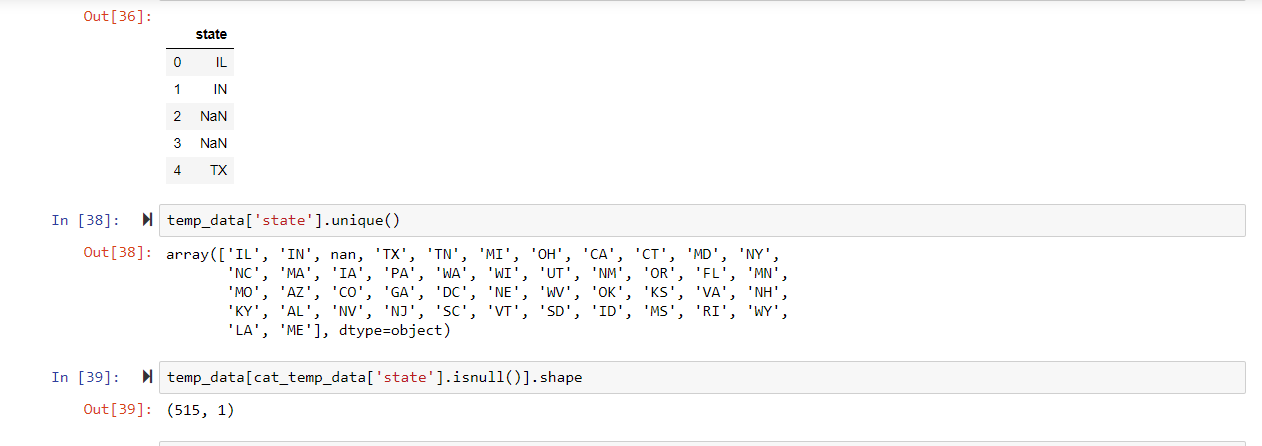 Out[36]:
state
0 IL
1 IN
2 NaN
3 NaN
4 TX
In [38]: temp_data['state'].unique()
Out[38]: array(['IL', 'IN', nan, 'TX', 'TN', 'MI', 'OH', 'CA', 'CT', 'MD', 'NY',
'NC', 'MA', 'IA', 'PA', 'WA', 'WI', 'UT', 'NM', 'OR', 'FL', 'MN',
'MO', 'AZ', 'CO', 'GA', 'DC', 'NE', 'WV', 'OK', 'KS', 'VA', 'NH',
'KY', 'AL', 'NV', 'NJ', 'SC', 'VT', 'SD', 'ID', 'MS', 'RI', 'WY',
'LA', 'ME'], dtype=object)
In [39]: temp_data[cat_temp_data['state'].isnull()].shape
Out[39]: (515, 1)